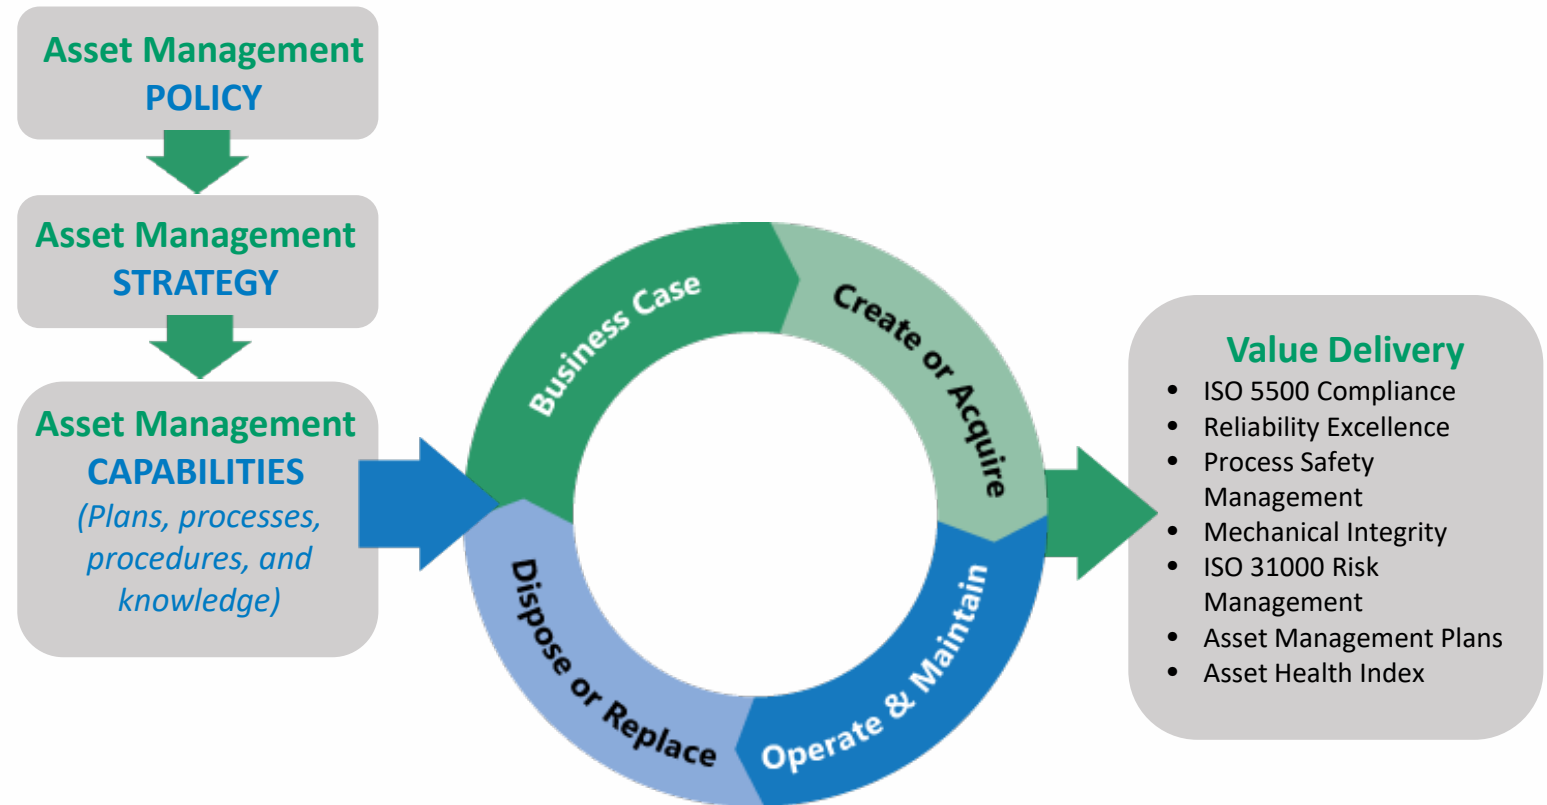 Asset Management
POLICY
Asset Management
STRATEGY
Asset Management
CAPABILITIES
(Plans, processes,
procedures, and
knowledge)
Business Case
Create or Acquire
Operate & Maintain
Dispose or Replace
Value Delivery
• ISO 5500 Compliance
• Reliability Excellence
• Process Safety
Management
• Mechanical Integrity
• ISO 31000 Risk
Management
• Asset Management Plans
• Asset Health Index